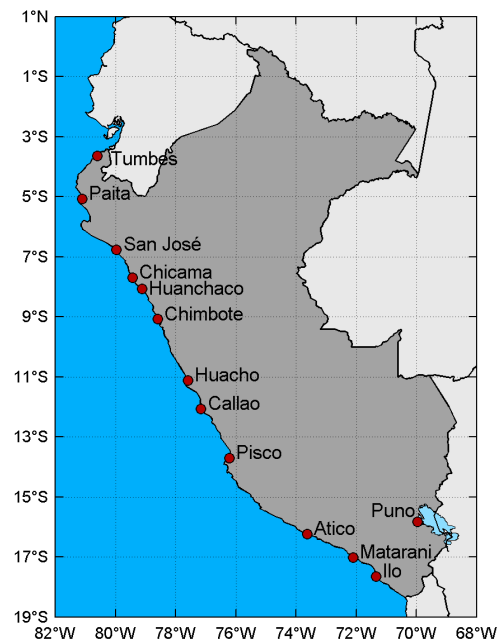 1°N
1°S
3°S
Tumbes
5°S
Paita
7°S
San José
Chicama
Huanchaco
9°S
Chimbote
11°S
Huacho
Callao
13°S
Pisco
15°S
Puno
Atico
17°S
Matarani
Ilo
19°S
82°W 80°W 78°W 76°W 74°W 72°W 70°W 68°W